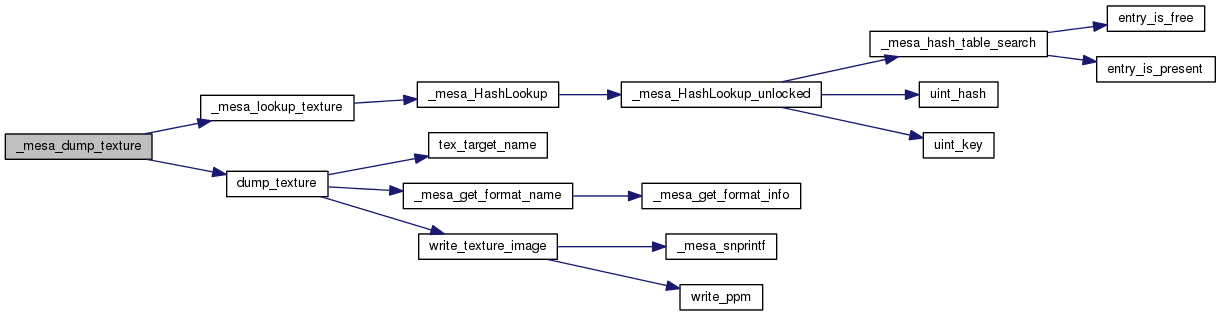 _mesa_dump_texture
_mesa_lookup_texture
_mesa_HashLookup
_mesa_HashLookup_unlocked
_mesa_hash_table_search
entry_is_free
entry_is_present
uint_hash
uint_key
dump_texture
tex_target_name
_mesa_get_format_name
_mesa_get_format_info
write_texture_image
_mesa_snprintf
write_ppm